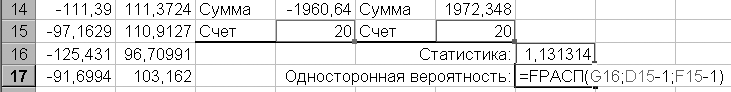 14 -111,39 111,3724 Сумма -1960,64 Сумма 1972,348
15 -97,1629 110,9127 Счет 20 Счет 20
16 -125,431 96,70991 Статистика: 1,131314
17 -91,6994 103,162 Односторонная вероятность: =FРАСП(G16;D15-1;F15-1)